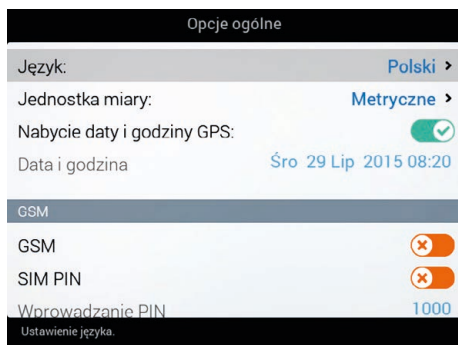 Opcje ogólne
Język: Polski >
Jednostka miary: Metryczne >
Nabycie daty i godziny GPS:
Data i godzina Śro 29 Lip 2015 08:20
GSM
GSM
SIM PIN
Wprowadzanie PIN 1000
Ustawienie języka.